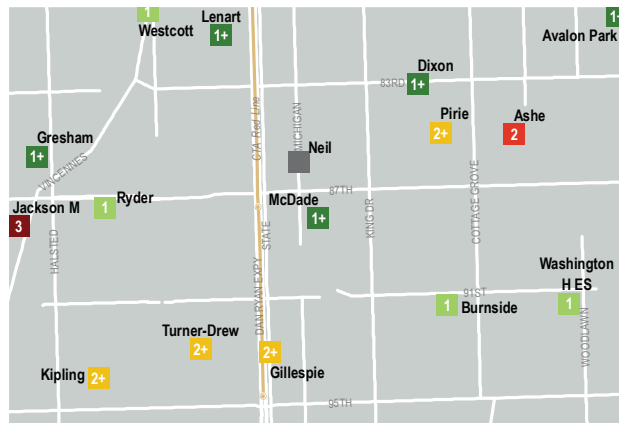 Lenart
1
Westcott
1+
1+
Avalon Park
Dixon
83RD
1+
CTA Red Line
MICHIGAN
Pirie
Ashe
2+
2
Gresham
1+
Neil
VINCENNES
87TH
Ryder
McDade
Jackson M
1
1+
3
HALSTED
STATE
KING DR
COTTAGE GROVE
DAN RYAN EXPY
Washington
H ES
91ST
1
Burnside
1
WOODLAWN
Turner-Drew
2+
2+
Gillespie
Kipling
2+
95TH